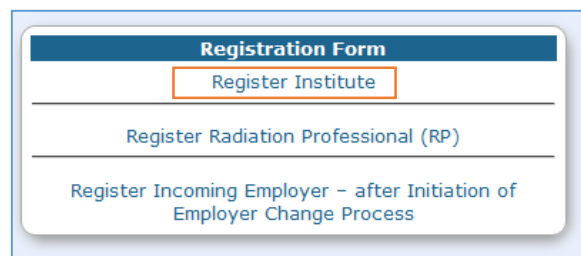 Registration Form
Register Institute
Register Radiation Professional (RP)
Register Incoming Employer – after Initiation of
Employer Change Process